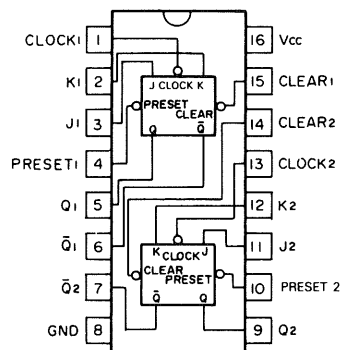 CLOCK1 1 16 Vcc
K1 2 15 CLEAR1
J CLOCK K
J1 3 PRESET CLEAR 14 CLEAR2
Q Q̄
PRESET1 4 13 CLOCK2
Q1 5 12 K2
Q̄1 6 11 J2
K CLOCK J
CLEAR PRESET
Q̄2 7 10 PRESET 2
Q̄ Q
GND 8 9 Q2